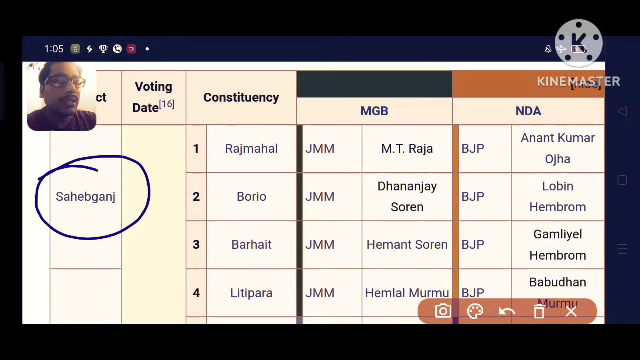 1:05
KINEMASTER
ct
Voting Date[16]
Constituency
MGB
NDA
Sahebganj
1 Rajmahal JMM M.T. Raja BJP Anant Kumar Ojha
2 Borio JMM Dhananjay Soren BJP Lobin Hembrom
3 Barhait JMM Hemant Soren BJP Gamliyel Hembrom
4 Litipara JMM Hemlal Murmu BJP Babudhan Murmu